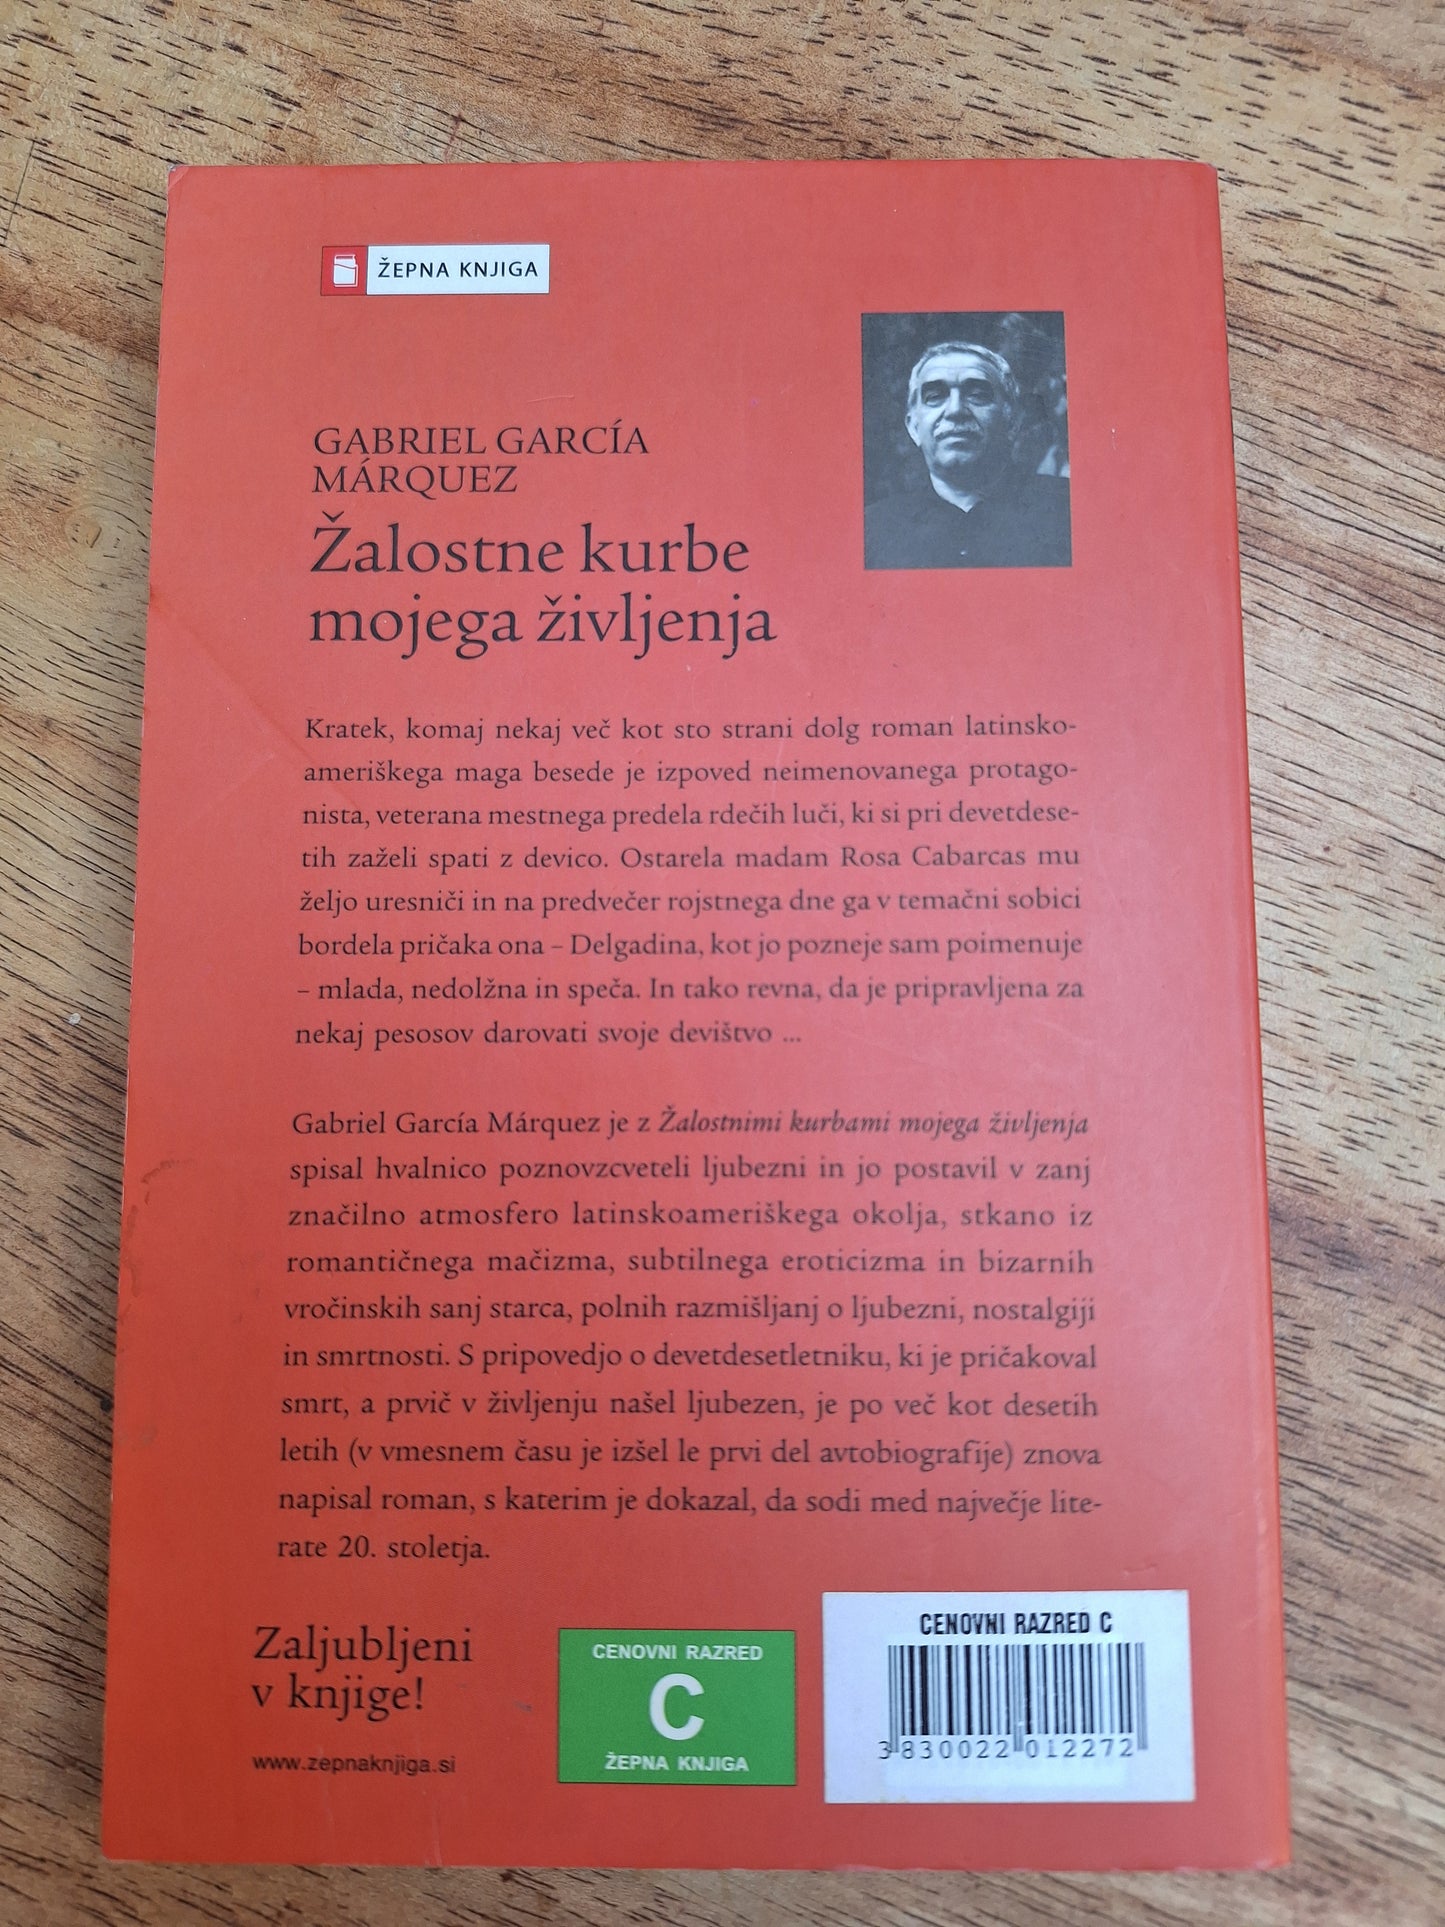 ŽEPNA KNJIGA
GABRIEL GARCÍA
MÁRQUEZ
Žalostne kurbe
mojega življenja
Kratek, komaj nekaj več kot sto strani dolg roman latinsko-
ameriškega maga besede je izpoved neimenovanega protago-
nista, veterana mestnega predela rdečih luči, ki si pri devetdese-
tih zaželi spati z devico. Ostarela madam Rosa Cabarcas mu
željo uresniči in na predvečer rojstnega dne ga v temačni sobici
bordela pričaka ona – Delgadina, kot jo pozneje sam poimenuje
– mlada, nedolžna in speča. In tako revna, da je pripravljena za
nekaj pesosov darovati svoje devištvo ...
Gabriel García Márquez je z Žalostnimi kurbami mojega življenja
spisal hvalnico poznovzcveteli ljubezni in jo postavil v zanj
značilno atmosfero latinskoameriškega okolja, stkano iz
romantičnega mačizma, subtilnega eroticizma in bizarnih
vročinskih sanj starca, polnih razmišljanj o ljubezni, nostalgiji
in smrtnosti. S pripovedjo o devetdesetletniku, ki je pričakoval
smrt, a prvič v življenju našel ljubezen, je po več kot desetih
letih (v vmesnem času je izšel le prvi del avtobiografije) znova
napisal roman, s katerim je dokazal, da sodi med največje lite-
rate 20. stoletja.
Zaljubljeni
v knjige!
www.zepnaknjiga.si
CENOVNI RAZRED
C
ŽEPNA KNJIGA
CENOVNI RAZRED C
3 830022 012272